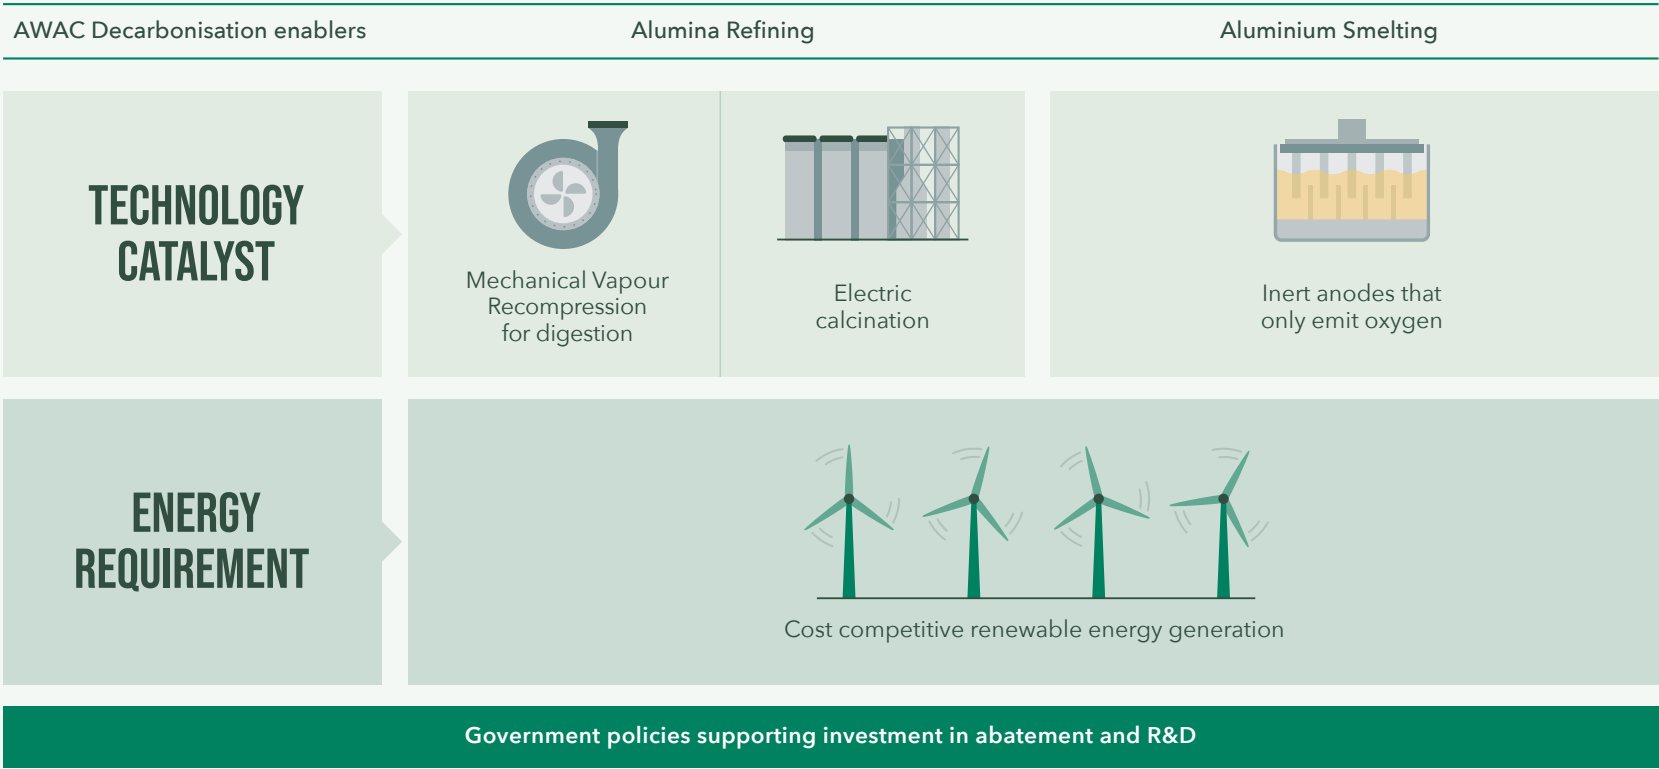 AWAC Decarbonisation enablers
Alumina Refining
Aluminium Smelting
TECHNOLOGY
CATALYST
Mechanical Vapour
Recompression
for digestion
Electric
calcination
Inert anodes that
only emit oxygen
ENERGY
REQUIREMENT
Cost competitive renewable energy generation
Government policies supporting investment in abatement and R&D